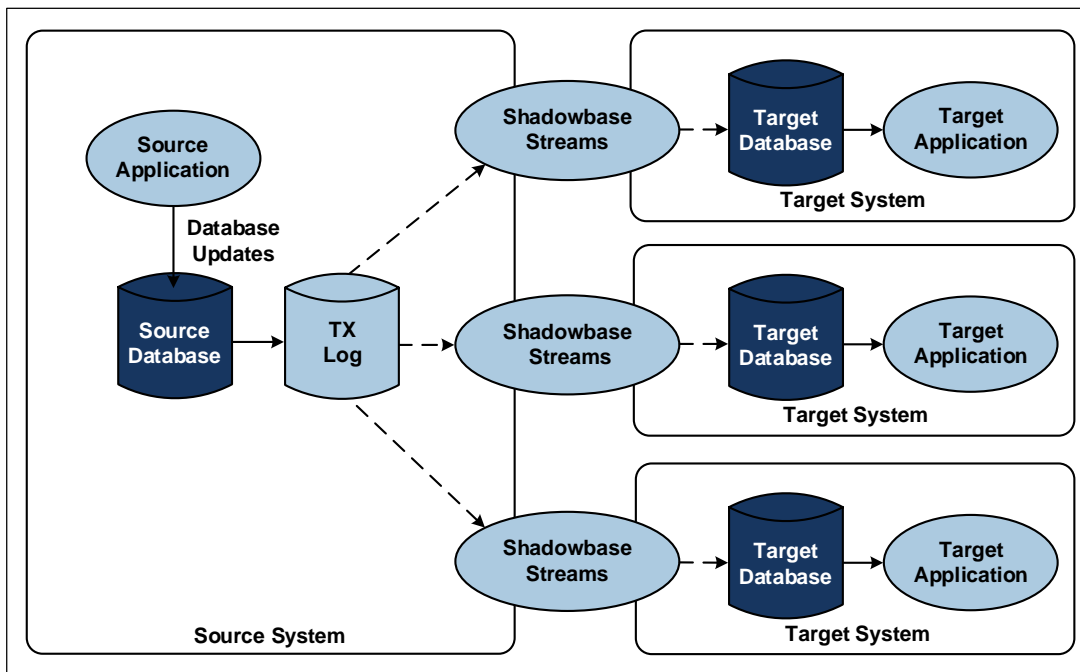 Source
Application
Database
Updates
Source
Database
TX
Log
Source System
Shadowbase
Streams
Target
Database
Target
Application
Target System
Shadowbase
Streams
Target
Database
Target
Application
Target System
Shadowbase
Streams
Target
Database
Target
Application
Target System